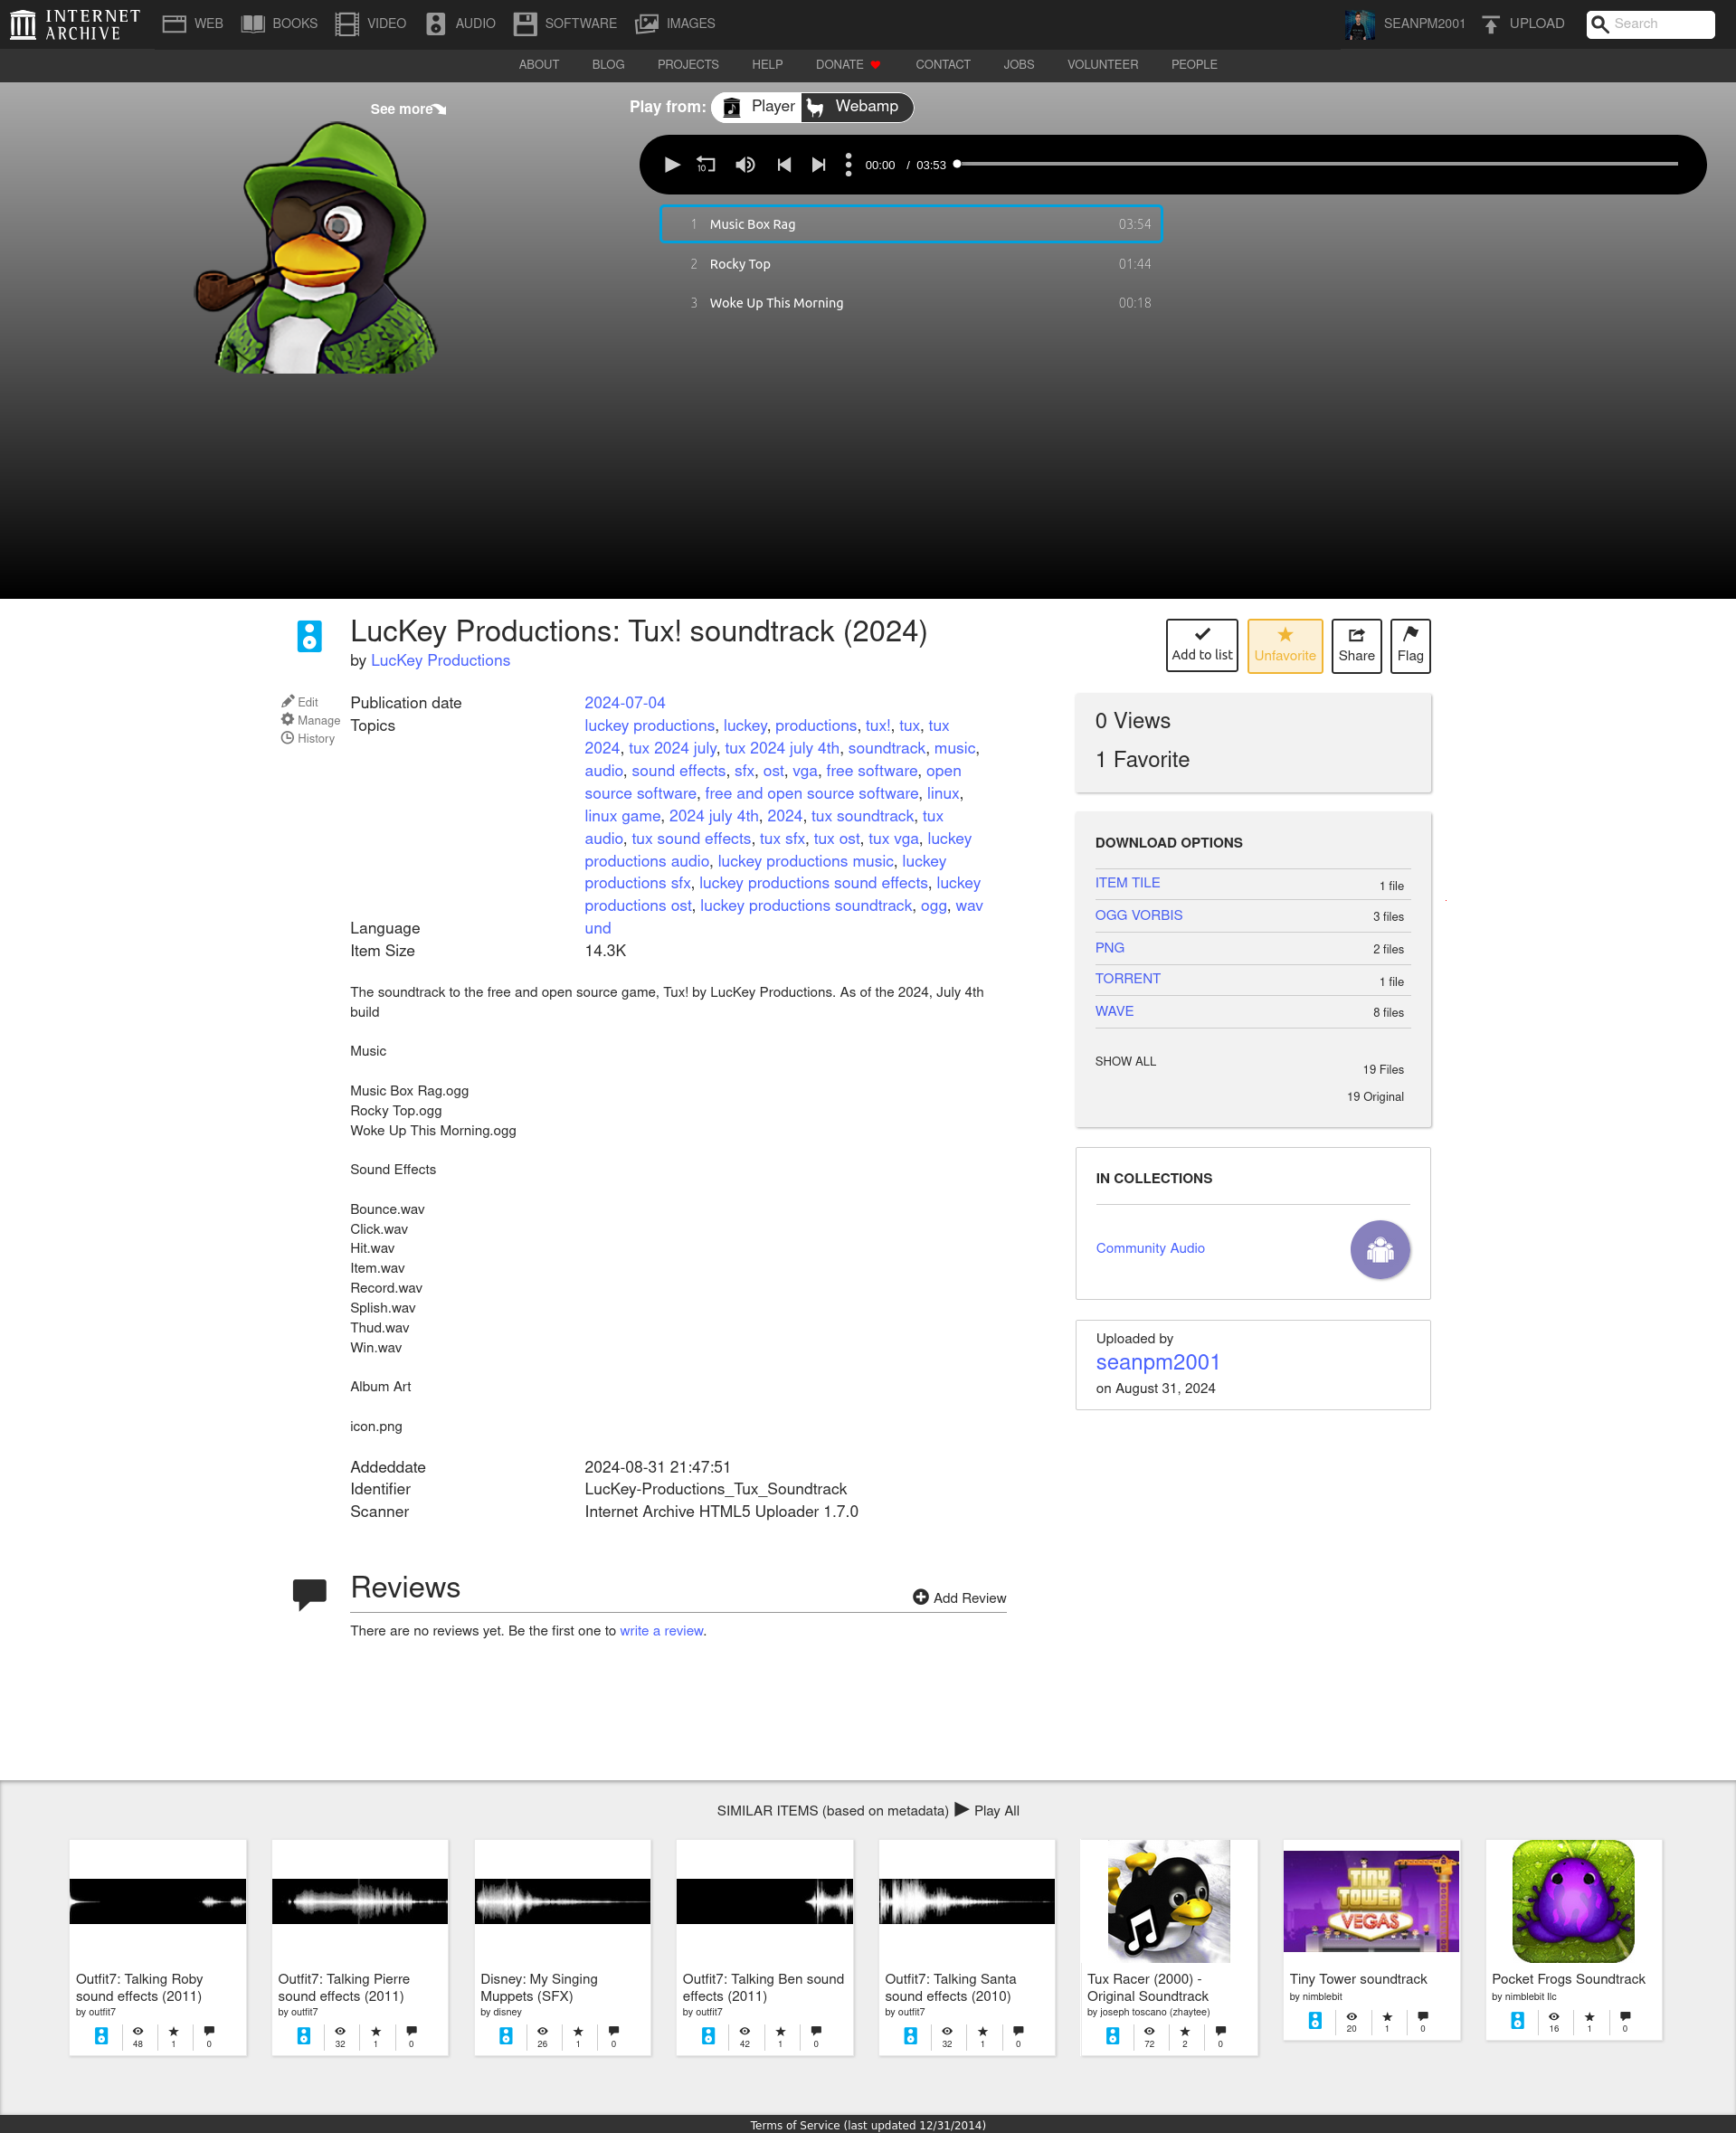 INTERNET ARCHIVE
WEB BOOKS VIDEO AUDIO SOFTWARE IMAGES SEANPM2001 UPLOAD Search
ABOUT BLOG PROJECTS HELP DONATE CONTACT JOBS VOLUNTEER PEOPLE
See more
Play from: Player Webamp
10 00:00 / 03:53
1 Music Box Rag 03:54
2 Rocky Top 01:44
3 Woke Up This Morning 00:18
LucKey Productions: Tux! soundtrack (2024)
by LucKey Productions
Add to list Unfavorite Share Flag
Edit
Manage
History
Publication date 2024-07-04
Topics luckey productions, luckey, productions, tux!, tux, tux
2024, tux 2024 july, tux 2024 july 4th, soundtrack, music,
audio, sound effects, sfx, ost, vga, free software, open
source software, free and open source software, linux,
linux game, 2024 july 4th, 2024, tux soundtrack, tux
audio, tux sound effects, tux sfx, tux ost, tux vga, luckey
productions audio, luckey productions music, luckey
productions sfx, luckey productions sound effects, luckey
productions ost, luckey productions soundtrack, ogg, wav
Language und
Item Size 14.3K
The soundtrack to the free and open source game, Tux! by LucKey Productions. As of the 2024, July 4th
build
Music
Music Box Rag.ogg
Rocky Top.ogg
Woke Up This Morning.ogg
Sound Effects
Bounce.wav
Click.wav
Hit.wav
Item.wav
Record.wav
Splish.wav
Thud.wav
Win.wav
Album Art
icon.png
Addeddate 2024-08-31 21:47:51
Identifier LucKey-Productions_Tux_Soundtrack
Scanner Internet Archive HTML5 Uploader 1.7.0
0 Views
1 Favorite
DOWNLOAD OPTIONS
ITEM TILE 1 file
OGG VORBIS 3 files
PNG 2 files
TORRENT 1 file
WAVE 8 files
SHOW ALL 19 Files
19 Original
IN COLLECTIONS
Community Audio
Uploaded by
seanpm2001
on August 31, 2024
Reviews
Add Review
There are no reviews yet. Be the first one to write a review.
SIMILAR ITEMS (based on metadata) Play All
Outfit7: Talking Roby
sound effects (2011)
by outfit7
48 1 0
Outfit7: Talking Pierre
sound effects (2011)
by outfit7
32 1 0
Disney: My Singing
Muppets (SFX)
by disney
26 1 0
Outfit7: Talking Ben sound
effects (2011)
by outfit7
42 1 0
Outfit7: Talking Santa
sound effects (2010)
by outfit7
32 1 0
Tux Racer (2000) -
Original Soundtrack
by joseph toscano (zhaytee)
72 2 0
TINY
TOWER
VEGAS
Tiny Tower soundtrack
by nimblebit
20 1 0
Pocket Frogs Soundtrack
by nimblebit llc
16 1 0
Terms of Service (last updated 12/31/2014)